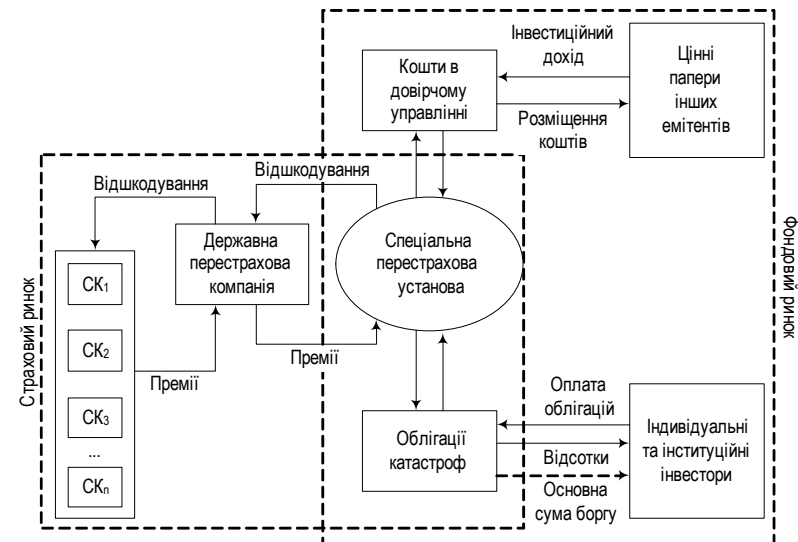 Інвестиційний
дохід
Кошти в
довірчому
управлінні
Цінні
папери
інших
емітентів
Розміщення
коштів
Відшкодування
Відшкодування
Державна
перестрахова
компанія
Спеціальна
перестрахова
установа
Страховий ринок
Фондовий ринок
СК1
СК2
СК3
...
СКn
Премії
Премії
Оплата
облігацій
Облігації
катастроф
Відсотки
Основна
сума боргу
Індивідуальні
та інституційні
інвестори